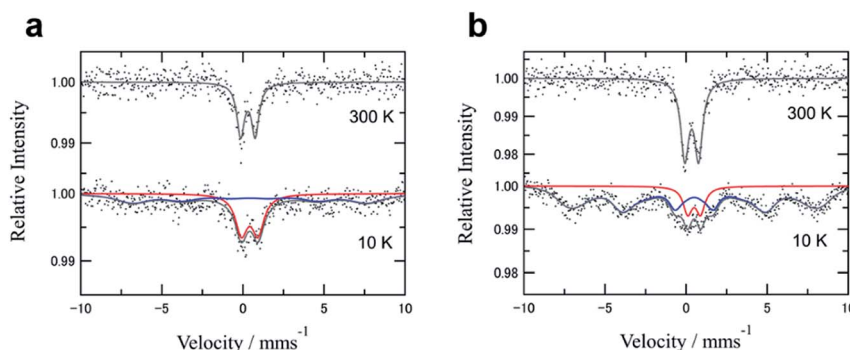 a
1.00
0.99
300 K
1.00
0.99
10 K
Relative Intensity
-10 -5 0 5 10
Velocity / mms-1
b
1.00
0.99
0.98
300 K
1.00
0.99
0.98
10 K
Relative Intensity
-10 -5 0 5 10
Velocity / mms-1